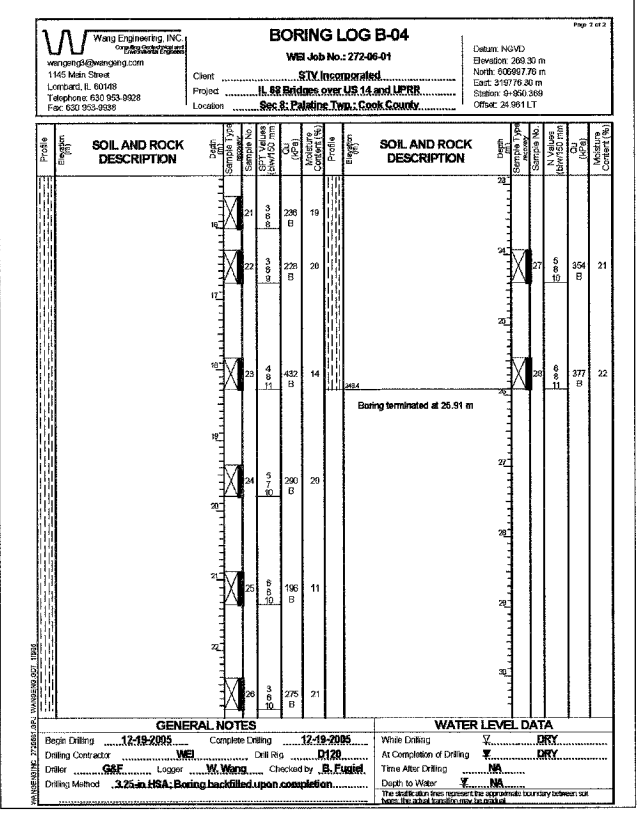 Page 2 of 2
Wang Engineering, INC.
Consulting Geotechnical and
Environmental Engineers
wangeng3@wangeng.com
1145 Main Street
Lombard, IL 60148
Telephone: 630 953-9928
Fax: 630 953-9938
BORING LOG B-04
WEI Job No.: 272-06-01
Client STV Incorporated
Project IL 68 Bridges over US 14 and UPRR
Location Sec 8; Palatine Twp.; Cook County
Datum: NGVD
Elevation: 269.30 m
North: 606997.76 m
East: 319776.30 m
Station: 9+950.369
Offset: 24.961 LT
Profile
Elevation (m)
SOIL AND ROCK DESCRIPTION
Depth (m)
Sample Type
recovery
Sample No.
SPT Values (blw/150 mm)
Qu (kPa)
Moisture Content (%)
Profile
Elevation (m)
SOIL AND ROCK DESCRIPTION
Depth (m)
Sample Type
recovery
Sample No.
N Values (blw/150 mm)
Qu (kPa)
Moisture Content (%)
21 3 6 8 236 B 19
16
22 3 6 9 228 B 20
17
18
23 4 8 11 432 B 14
19
24 5 7 10 290 B 20
20
21
25 6 8 10 196 B 11
22
26 3 6 10 275 B 21
23
24
27 5 8 10 354 B 21
25
28 6 8 11 377 B 22
243.4
26
Boring terminated at 25.91 m
27
28
29
30
GENERAL NOTES
Begin Drilling 12-19-2005 Complete Drilling 12-19-2005
Drilling Contractor WEI Drill Rig D120
Driller G&F Logger W. Wang Checked by B. Fugiel
Drilling Method 3.25-in HSA; Boring backfilled upon completion
WATER LEVEL DATA
While Drilling DRY
At Completion of Drilling DRY
Time After Drilling NA
Depth to Water NA
The stratification lines represent the approximate boundary between soil
types; the actual transition may be gradual.